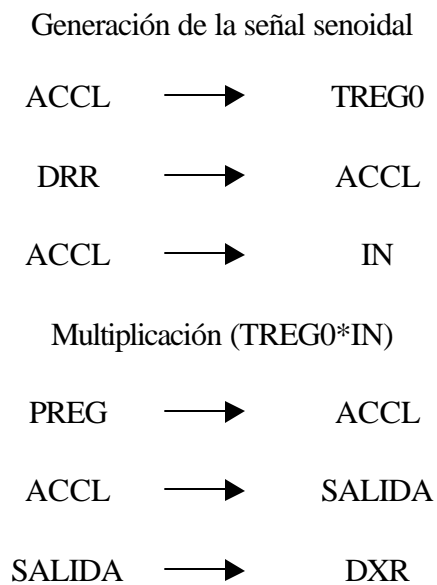 Generación de la señal senoidal
ACCL TREG0
DRR ACCL
ACCL IN
Multiplicación (TREG0*IN)
PREG ACCL
ACCL SALIDA
SALIDA DXR